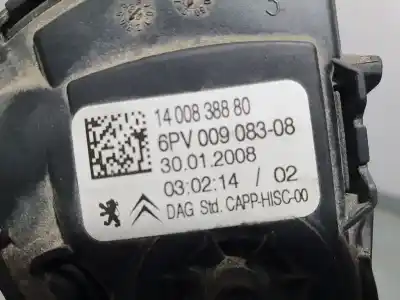 14 008 388 80
6PV 009 083-08
30.01.2008
03:02:14 / 02
DAG Std. CAPP-HISC-00